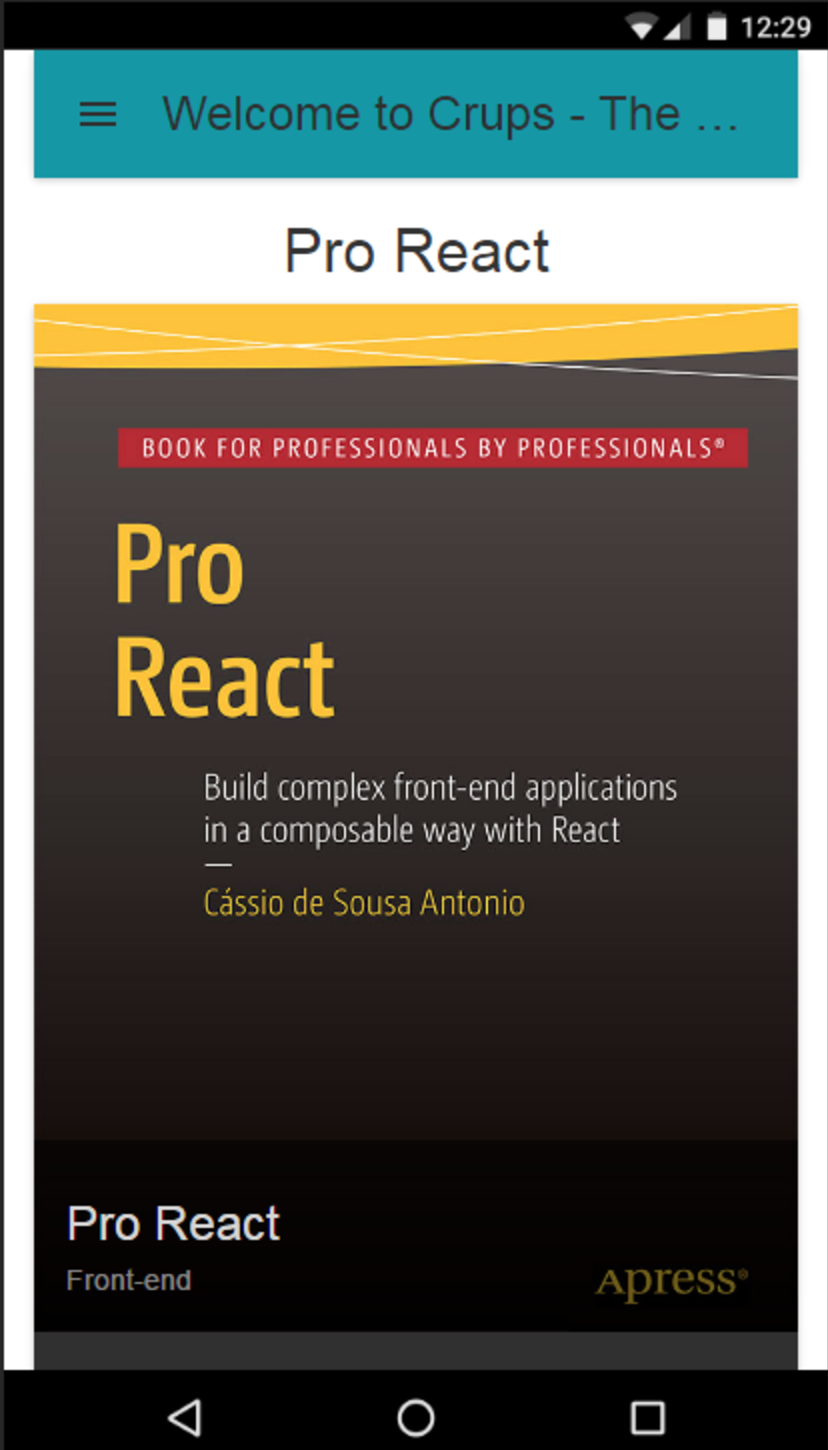 12:29
Welcome to Crups - The ...
Pro React
BOOK FOR PROFESSIONALS BY PROFESSIONALS®
Pro
React
Build complex front-end applications
in a composable way with React
—
Cássio de Sousa Antonio
Pro React
Front-end
Apress®